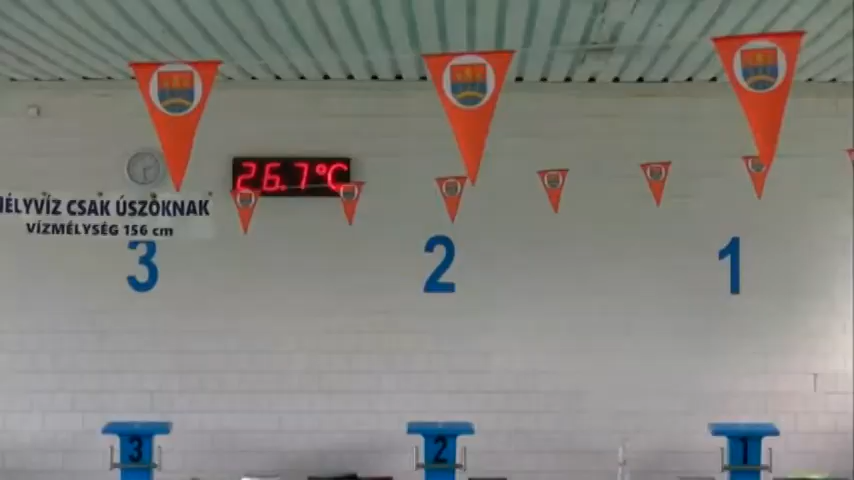 26.7°C
ÉLYVÍZ CSAK ÚSZÓKNAK
VÍZMÉLYSÉG 156 cm
3 2 1
3 2 1